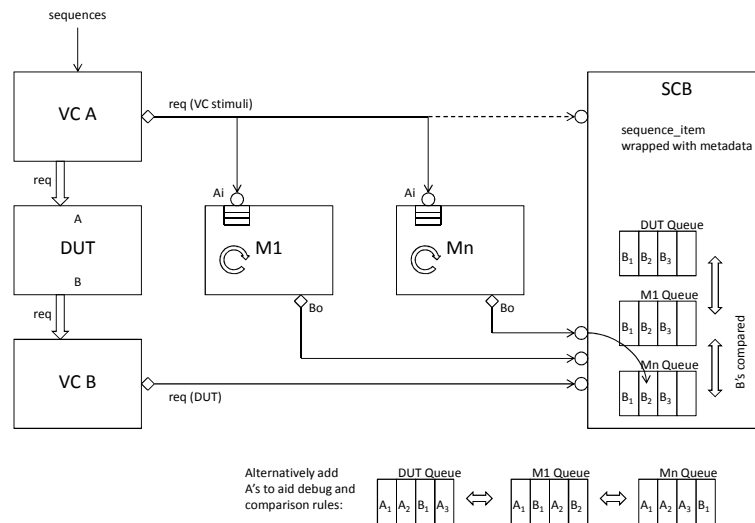 sequences
VC A
req (VC stimuli)
SCB
sequence_item
wrapped with metadata
req
A
DUT
B
Ai
M1
Bo
Ai
Mn
Bo
DUT Queue
B₁ B₂ B₃
M1 Queue
B₁ B₂ B₃
Mn Queue
B₁ B₂ B₃
B's compared
req
VC B
req (DUT)
Alternatively add
A's to aid debug and
comparison rules:
DUT Queue
A₁ A₂ B₁ A₃
M1 Queue
A₁ B₁ A₂ B₂
Mn Queue
A₁ A₂ A₃ B₁